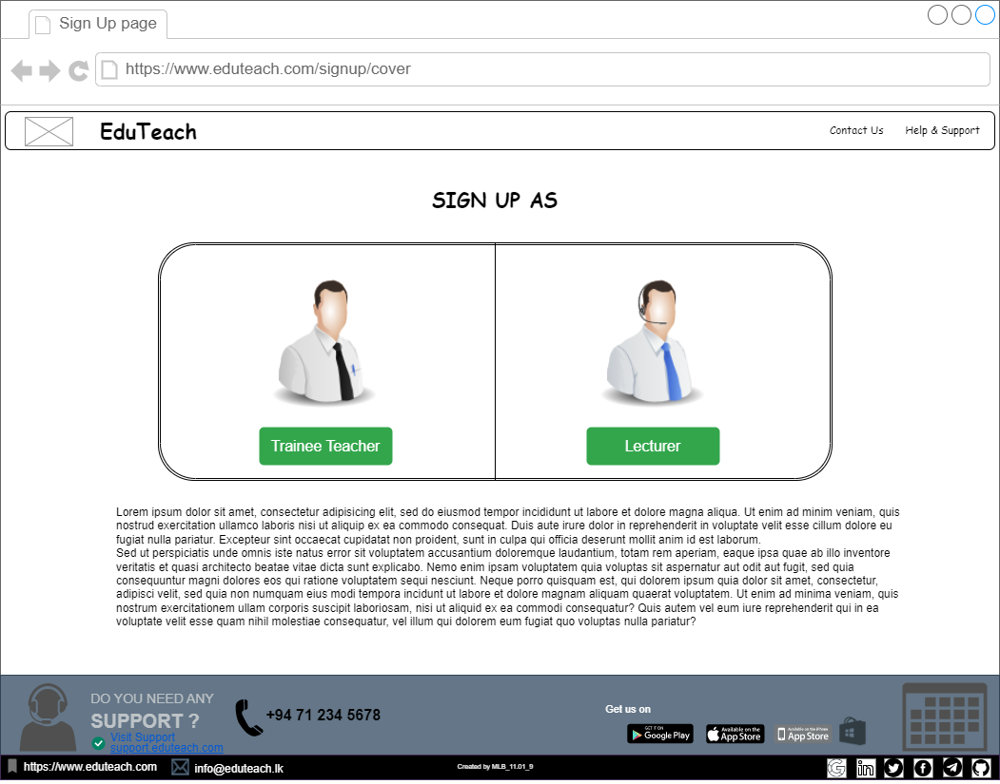 Sign Up page
https://www.eduteach.com/signup/cover
EduTeach
Contact Us
Help & Support
SIGN UP AS
Trainee Teacher
Lecturer
Lorem ipsum dolor sit amet, consectetur adipisicing elit, sed do eiusmod tempor incididunt ut labore et dolore magna aliqua. Ut enim ad minim veniam, quis
nostrud exercitation ullamco laboris nisi ut aliquip ex ea commodo consequat. Duis aute irure dolor in reprehenderit in voluptate velit esse cillum dolore eu
fugiat nulla pariatur. Excepteur sint occaecat cupidatat non proident, sunt in culpa qui officia deserunt mollit anim id est laborum.
Sed ut perspiciatis unde omnis iste natus error sit voluptatem accusantium doloremque laudantium, totam rem aperiam, eaque ipsa quae ab illo inventore
veritatis et quasi architecto beatae vitae dicta sunt explicabo. Nemo enim ipsam voluptatem quia voluptas sit aspernatur aut odit aut fugit, sed quia
consequuntur magni dolores eos qui ratione voluptatem sequi nesciunt. Neque porro quisquam est, qui dolorem ipsum quia dolor sit amet, consectetur,
adipisci velit, sed quia non numquam eius modi tempora incidunt ut labore et dolore magnam aliquam quaerat voluptatem. Ut enim ad minima veniam, quis
nostrum exercitationem ullam corporis suscipit laboriosam, nisi ut aliquid ex ea commodi consequatur? Quis autem vel eum iure reprehenderit qui in ea
voluptate velit esse quam nihil molestiae consequatur, vel illum qui dolorem eum fugiat quo voluptas nulla pariatur?
DO YOU NEED ANY
SUPPORT ?
Visit Support
support.eduteach.com
+94 71 234 5678
Get us on
GET IT ON
Google Play
Available on the
App Store
Available on the iPhone
App Store
https://www.eduteach.com
info@eduteach.lk
Created by MLB_11.01_9